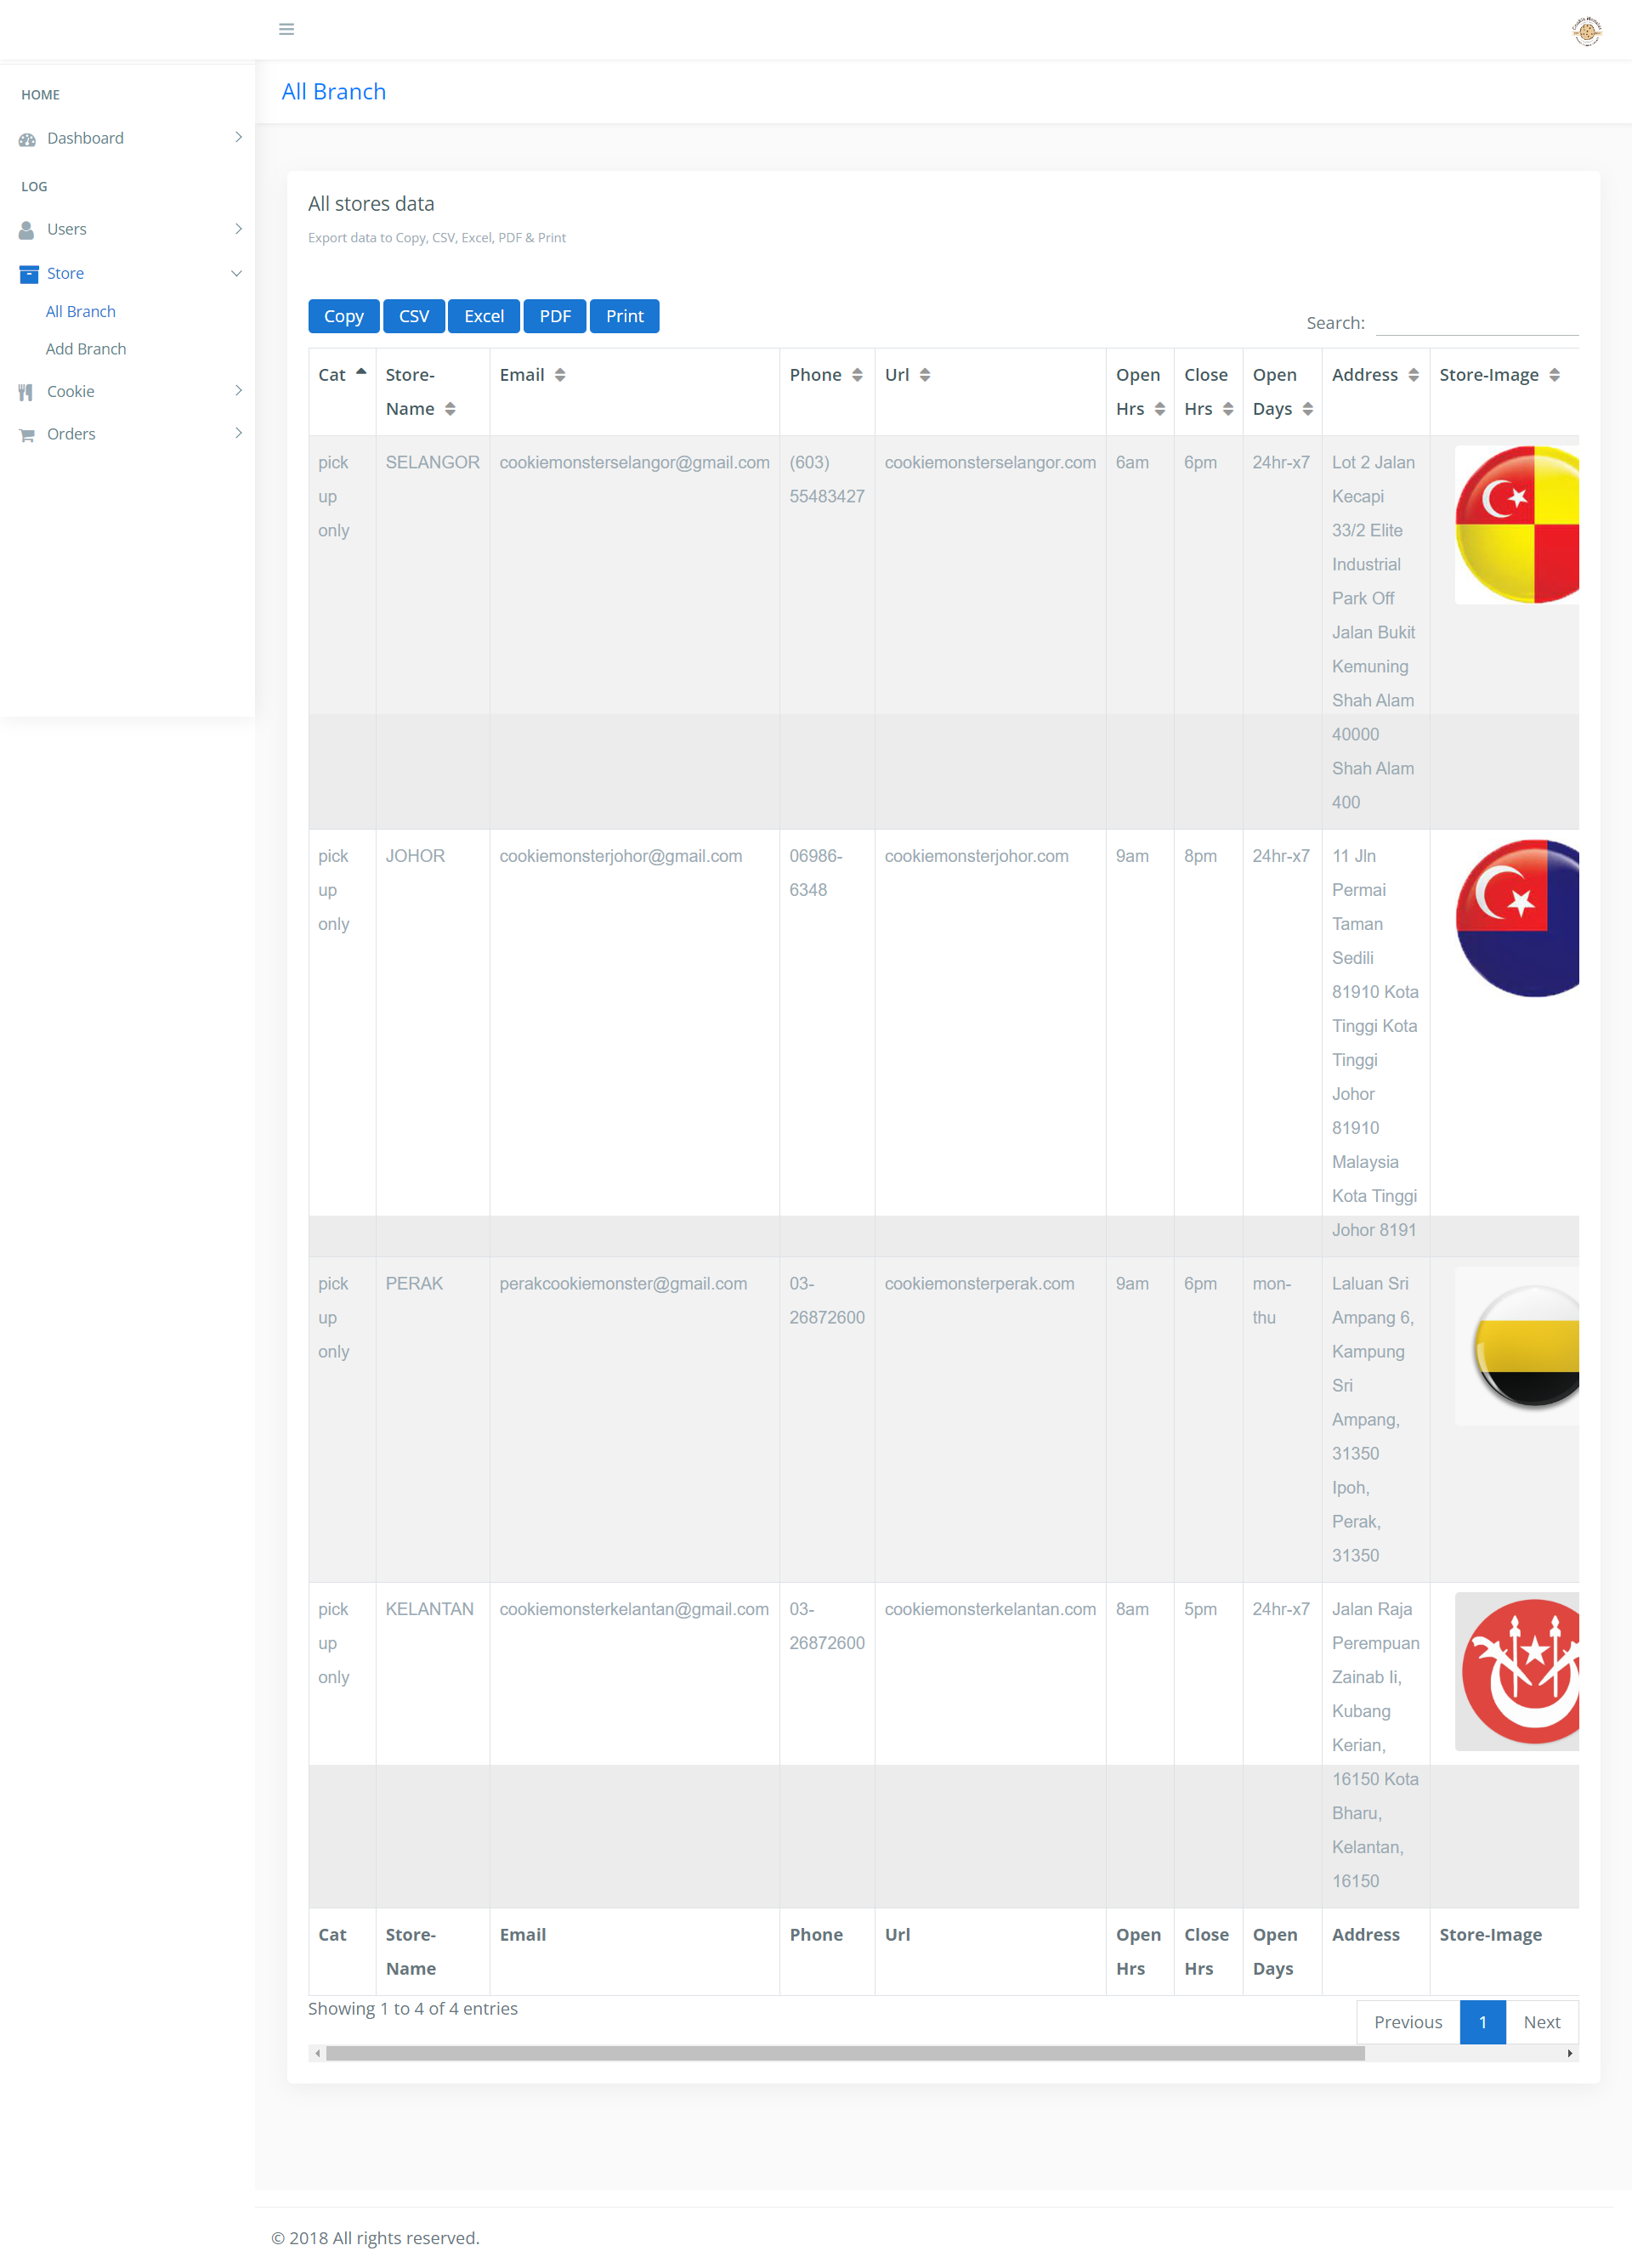 HOME
Dashboard
LOG
Users
Store
All Branch
Add Branch
Cookie
Orders
All Branch
All stores data
Export data to Copy, CSV, Excel, PDF & Print
Copy CSV Excel PDF Print
Search:
Cat Store-Name Email Phone Url Open Hrs Close Hrs Open Days Address Store-Image
pick
up
only
SELANGOR
cookiemonsterselangor@gmail.com
(603)
55483427
cookiemonsterselangor.com
6am
6pm
24hr-x7
Lot 2 Jalan
Kecapi
33/2 Elite
Industrial
Park Off
Jalan Bukit
Kemuning
Shah Alam
40000
Shah Alam
400
pick
up
only
JOHOR
cookiemonsterjohor@gmail.com
06986-
6348
cookiemonsterjohor.com
9am
8pm
24hr-x7
11 Jln
Permai
Taman
Sedili
81910 Kota
Tinggi Kota
Tinggi
Johor
81910
Malaysia
Kota Tinggi
Johor 8191
pick
up
only
PERAK
perakcookiemonster@gmail.com
03-
26872600
cookiemonsterperak.com
9am
6pm
mon-
thu
Laluan Sri
Ampang 6,
Kampung
Sri
Ampang,
31350
Ipoh,
Perak,
31350
pick
up
only
KELANTAN
cookiemonsterkelantan@gmail.com
03-
26872600
cookiemonsterkelantan.com
8am
5pm
24hr-x7
Jalan Raja
Perempuan
Zainab Ii,
Kubang
Kerian,
16150 Kota
Bharu,
Kelantan,
16150
Cat Store-Name Email Phone Url Open Hrs Close Hrs Open Days Address Store-Image
Showing 1 to 4 of 4 entries
Previous 1 Next
© 2018 All rights reserved.